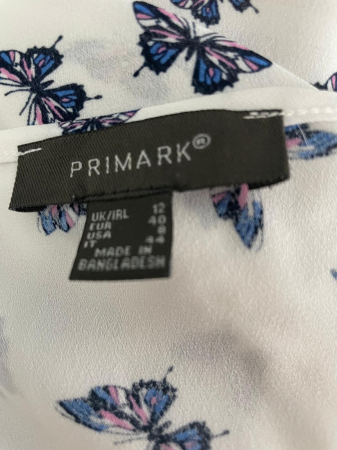 PRIMARK®
UK/IRL 12
EUR 40
USA 8
IT 44
MADE IN
BANGLADESH